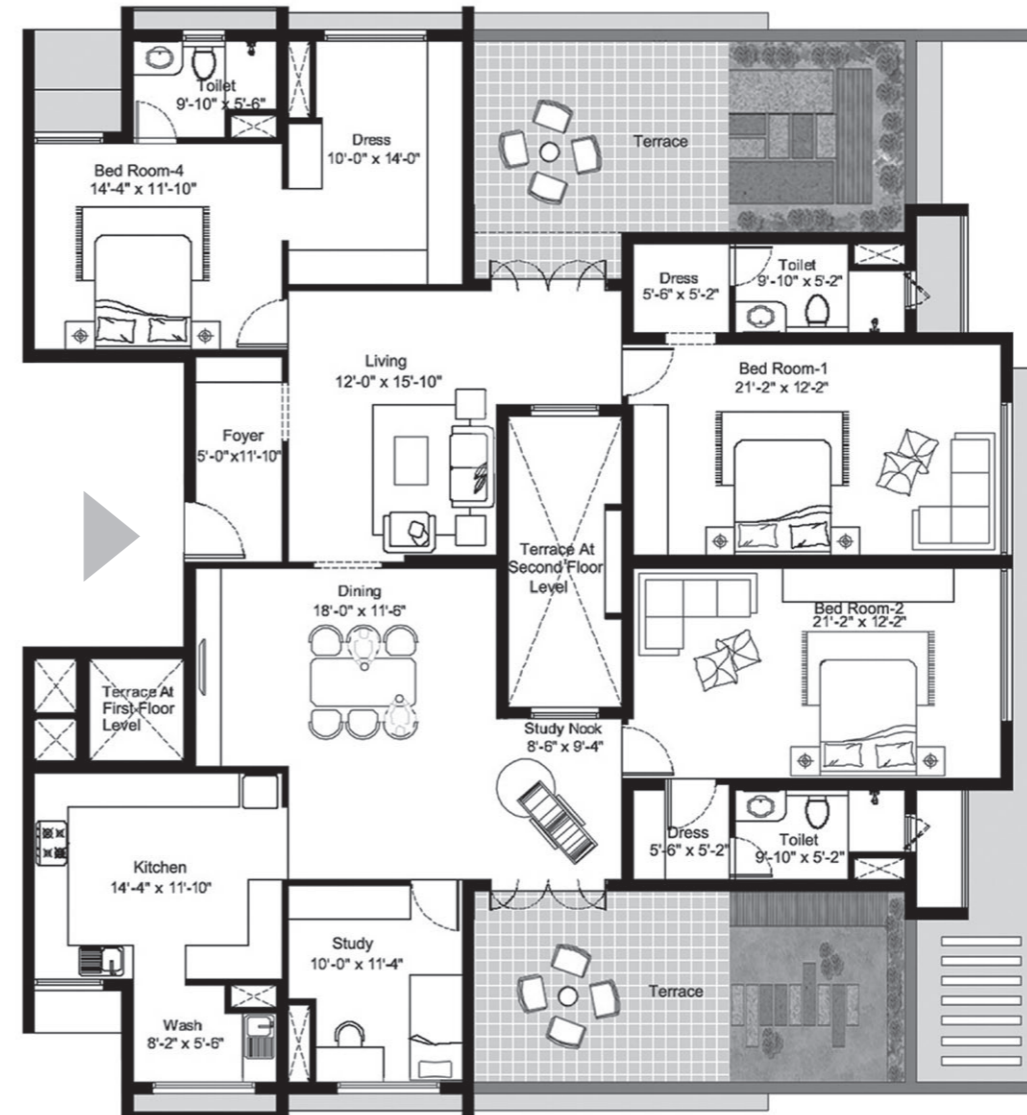 Toilet
9'-10" x 5'-6"
Dress
10'-0" x 14'-0"
Terrace
Bed Room-4
14'-4" x 11'-10"
Dress
5'-6" x 5'-2"
Toilet
9'-10" x 5'-2"
Living
12'-0" x 15'-10"
Bed Room-1
21'-2" x 12'-2"
Foyer
5'-0"x11'-10"
Terrace At
Second Floor
Level
Dining
18'-0" x 11'-6"
Bed Room-2
21'-2" x 12'-2"
Terrace At
First Floor
Level
Study Nook
8'-6" x 9'-4"
Dress
5'-6" x 5'-2"
Toilet
9'-10" x 5'-2"
Kitchen
14'-4" x 11'-10"
Study
10'-0" x 11'-4"
Terrace
Wash
8'-2" x 5'-6"